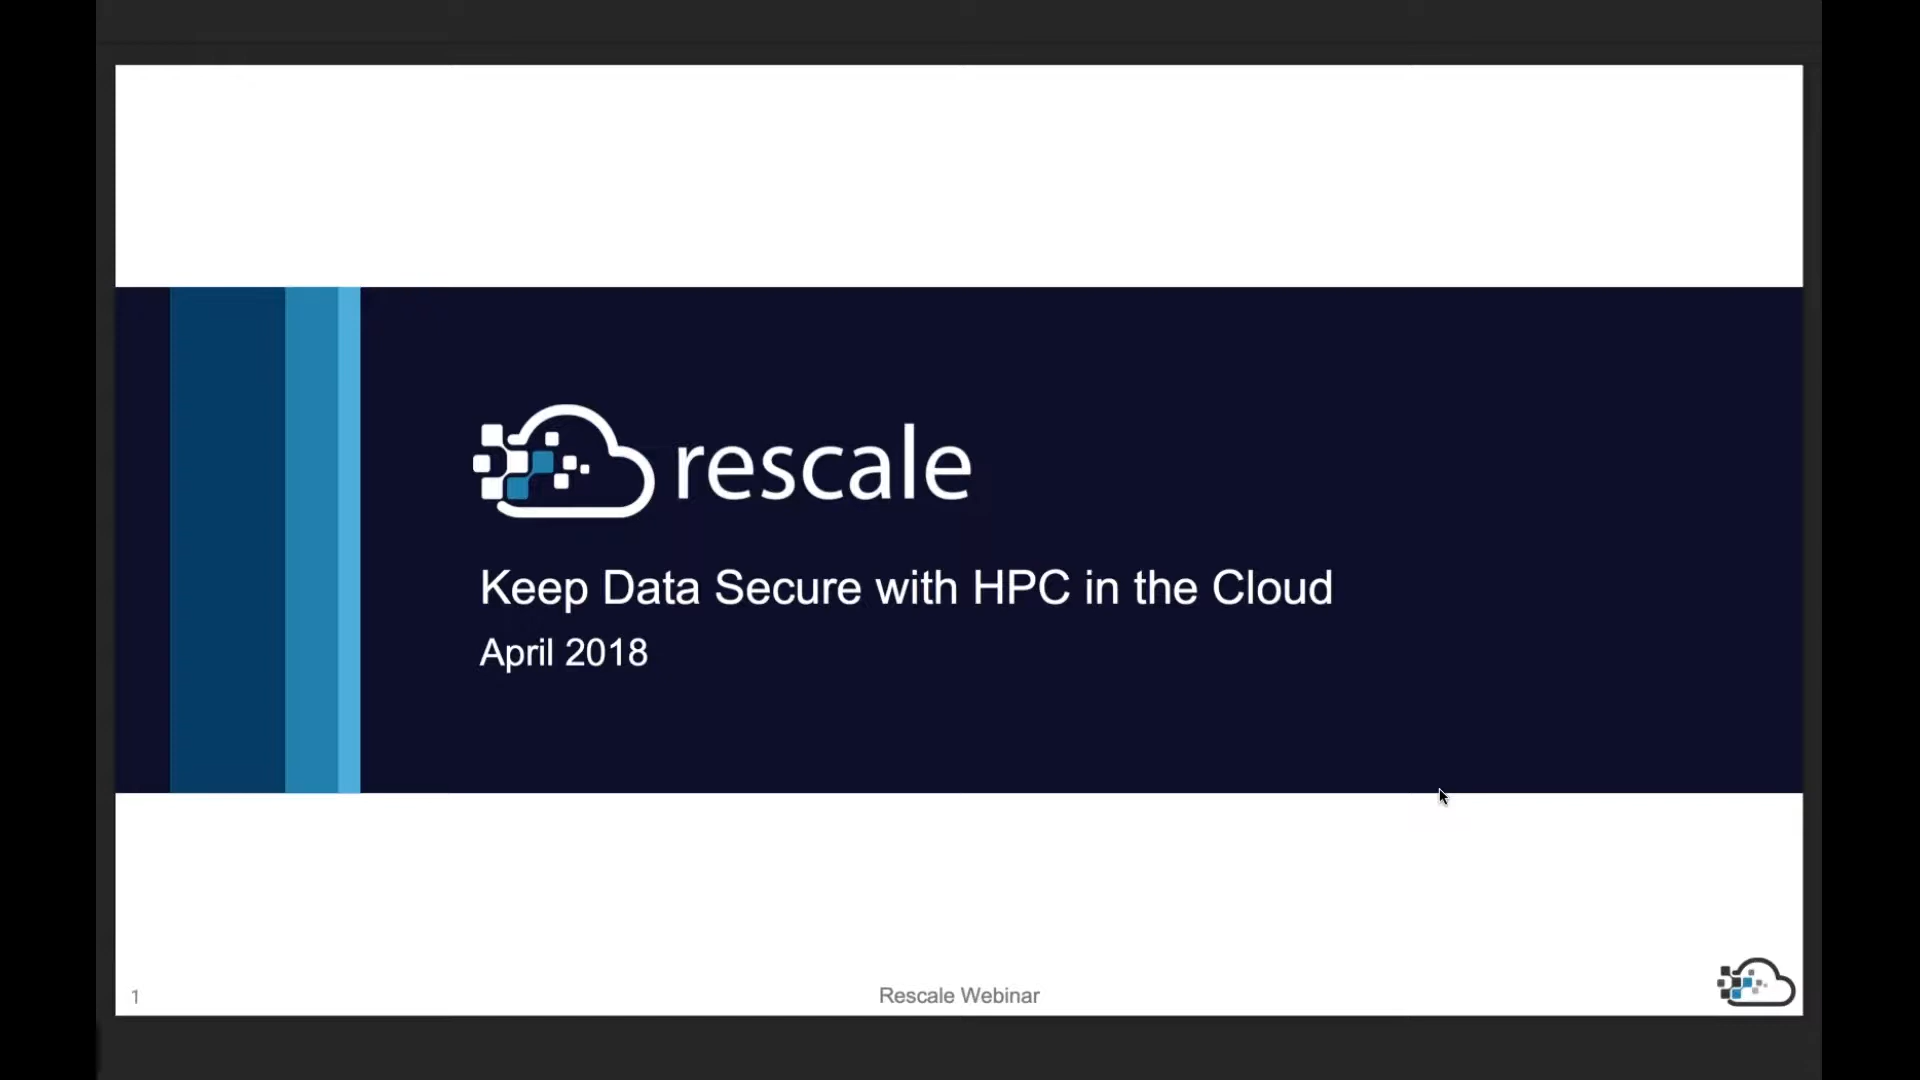 rescale
Keep Data Secure with HPC in the Cloud
April 2018
1
Rescale Webinar